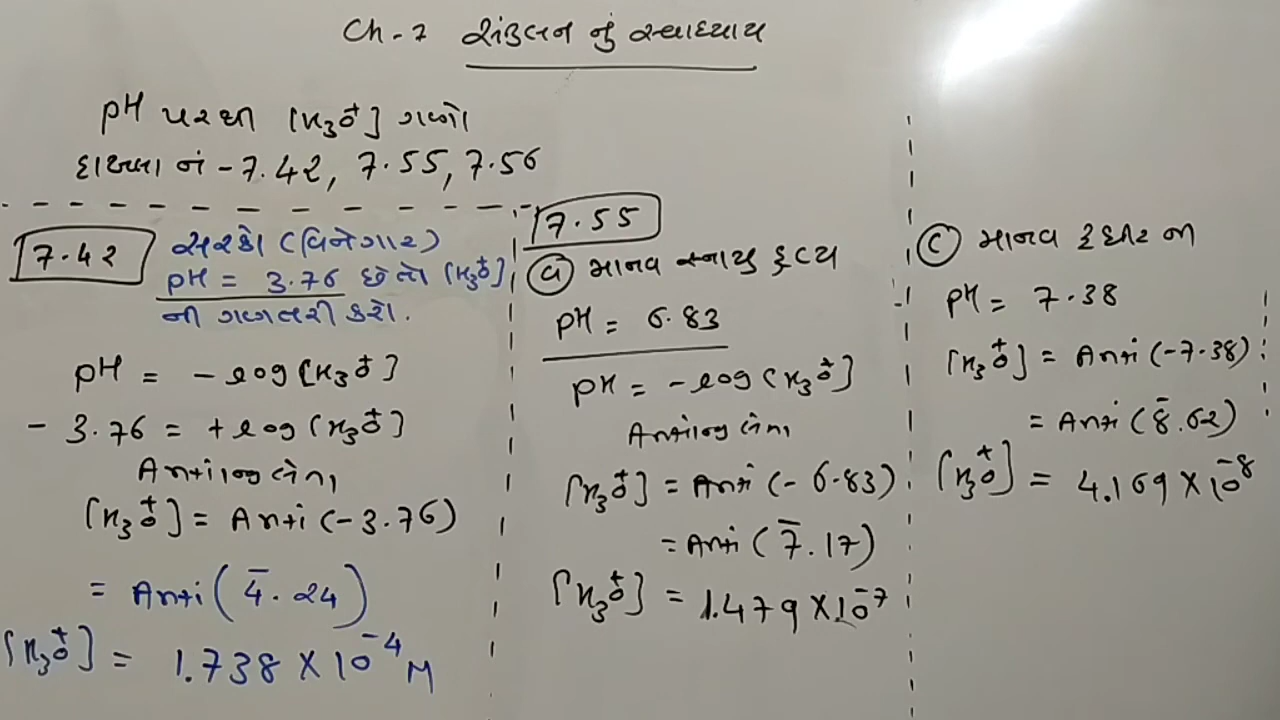 Ch-7 સંતુલન નું સ્વાધ્યાય
pH પરથી [H₃O⁺] ગણો
દાખલા નં - 7.42, 7.55, 7.56
7.42
સરકો (વિનેગાર)
pH = 3.76 છે તો [H₃O⁺]
ની ગણતરી કરો.
pH = - log [H₃O⁺]
- 3.76 = + log [H₃O⁺]
Antilog લેતા
[H₃O⁺] = Anti (-3.76)
= Anti (4̄.24)
[H₃O⁺] = 1.738 × 10⁻⁴ M
7.55
(a) માનવ સ્નાયુ દ્રવ્ય
pH = 6.83
pH = - log [H₃O⁺]
Antilog લેતા
[H₃O⁺] = Anti (-6.83)
= Anti (7̄.17)
[H₃O⁺] = 1.479 × 10⁻⁷
(c) માનવ રુધીર ના
pH = 7.38
[H₃O⁺] = Anti (-7.38)
= Anti (8̄.62)
[H₃O⁺] = 4.169 × 10⁻⁸